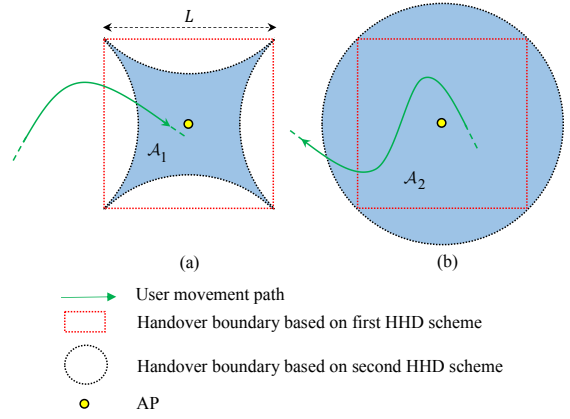 L
𝒜1
𝒜2
(a)
(b)
User movement path
Handover boundary based on first HHD scheme
Handover boundary based on second HHD scheme
AP